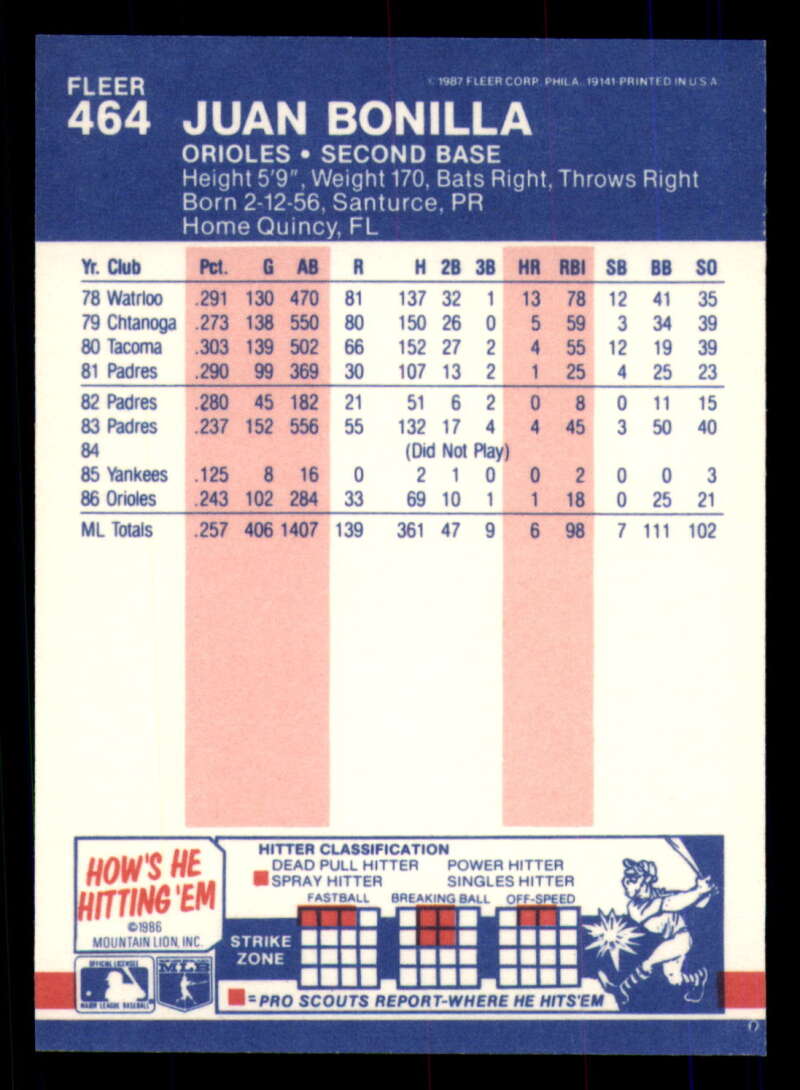 FLEER
© 1987 FLEER CORP. PHILA. 19141-PRINTED IN U.S.A.
464 JUAN BONILLA
ORIOLES • SECOND BASE
Height 5'9", Weight 170, Bats Right, Throws Right
Born 2-12-56, Santurce, PR
Home Quincy, FL
Yr. Club Pct. G AB R H 2B 3B HR RBI SB BB SO
78 Watrloo .291 130 470 81 137 32 1 13 78 12 41 35
79 Chtanoga .273 138 550 80 150 26 0 5 59 3 34 39
80 Tacoma .303 139 502 66 152 27 2 4 55 12 19 39
81 Padres .290 99 369 30 107 13 2 1 25 4 25 23
82 Padres .280 45 182 21 51 6 2 0 8 0 11 15
83 Padres .237 152 556 55 132 17 4 4 45 3 50 40
84 (Did Not Play)
85 Yankees .125 8 16 0 2 1 0 0 2 0 0 3
86 Orioles .243 102 284 33 69 10 1 1 18 0 25 21
ML Totals .257 406 1407 139 361 47 9 6 98 7 111 102
HOW'S HE
HITTING 'EM
©1986
MOUNTAIN LION, INC.
OFFICIAL LICENSEE
MAJOR LEAGUE BASEBALL
MLB
HITTER CLASSIFICATION
DEAD PULL HITTER POWER HITTER
SPRAY HITTER SINGLES HITTER
FASTBALL BREAKING BALL OFF-SPEED
STRIKE
ZONE
=PRO SCOUTS REPORT-WHERE HE HITS'EM